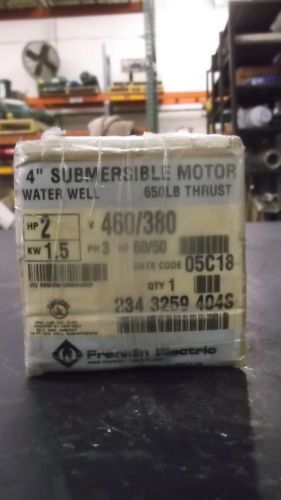 4" SUBMERSIBLE MOTOR
WATER WELL 650LB THRUST
HP 2 V 460/380
KW 1.5 PH 3 HZ 60/50
DATE CODE 05C18
QTY 1
234 3259 404S
Franklin Electric